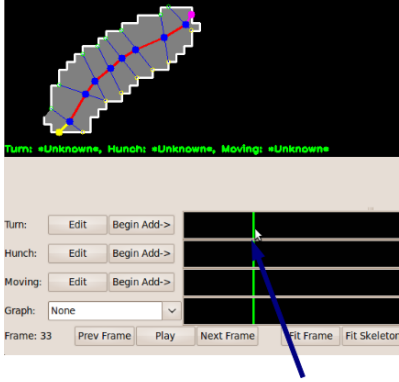 Turn: *Unknown*, Hunch: *Unknown*, Moving: *Unknown*
Turn: Edit Begin Add->
Hunch: Edit Begin Add->
Moving: Edit Begin Add->
Graph: None
Frame: 33 Prev Frame Play Next Frame Fit Frame Fit Skeleton